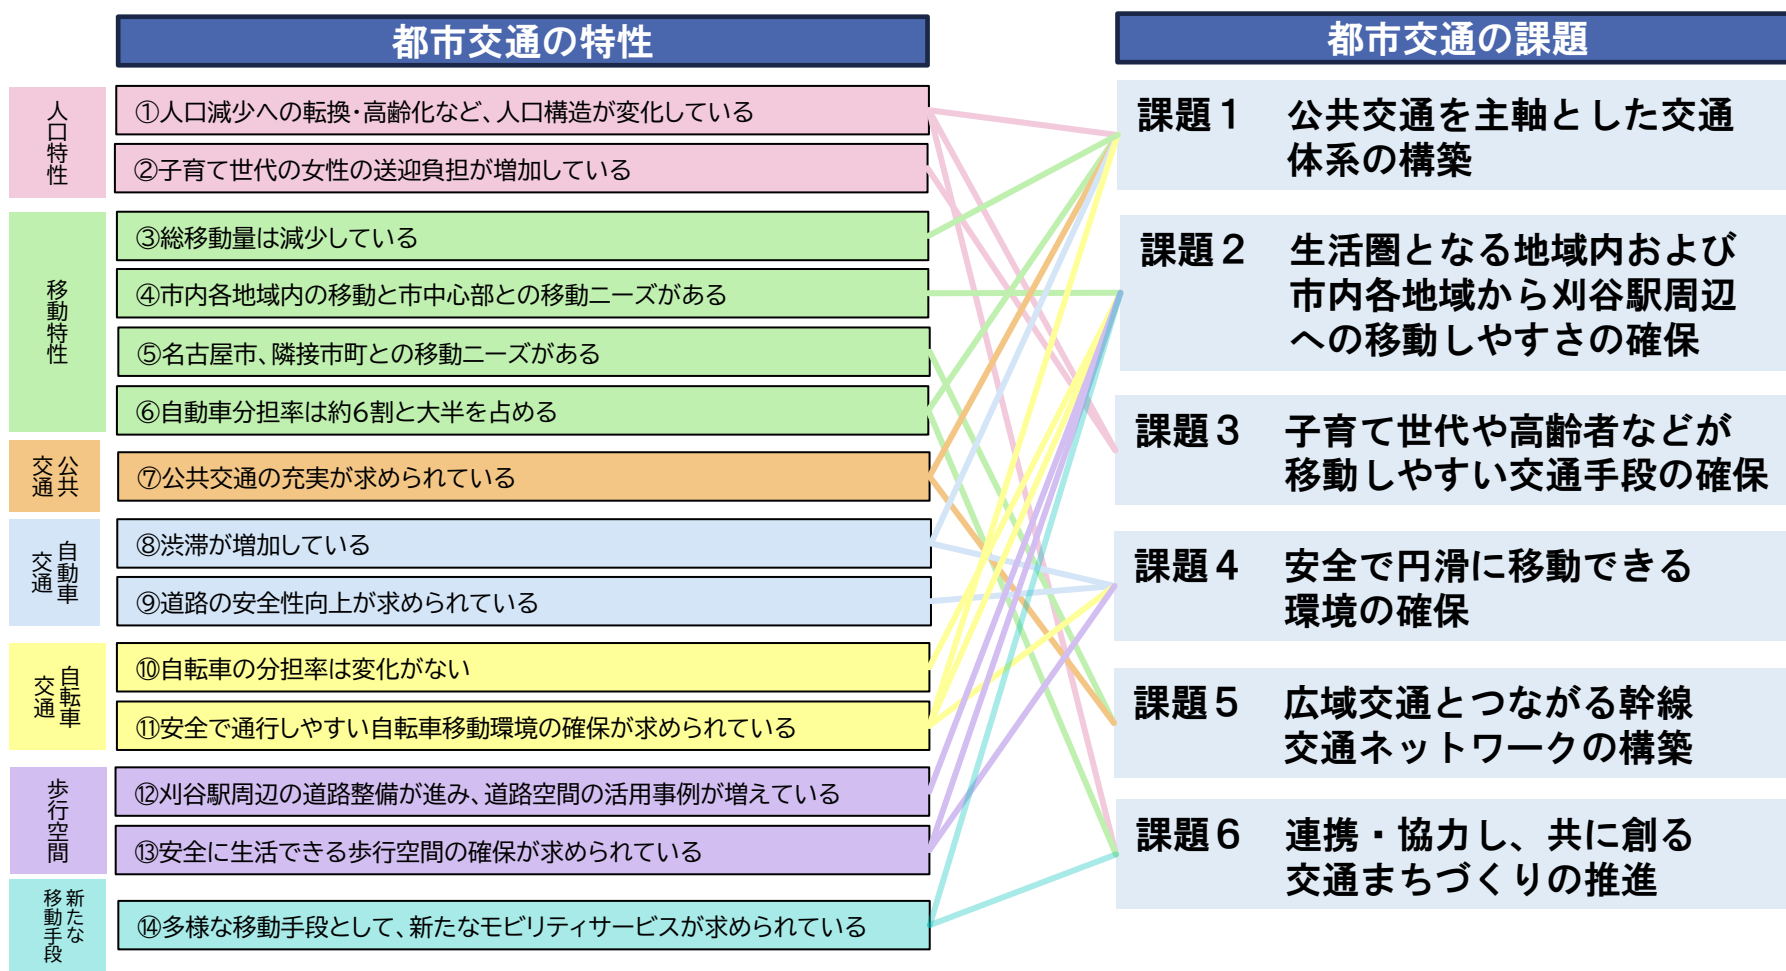 都市交通の特性
人口特性
①人口減少への転換・高齢化など、人口構造が変化している
②子育て世代の女性の送迎負担が増加している
移動特性
③総移動量は減少している
④市内各地域内の移動と市中心部との移動ニーズがある
⑤名古屋市、隣接市町との移動ニーズがある
⑥自動車分担率は約6割と大半を占める
公共
交通
⑦公共交通の充実が求められている
自動車
交通
⑧渋滞が増加している
⑨道路の安全性向上が求められている
自転車
交通
⑩自転車の分担率は変化がない
⑪安全で通行しやすい自転車移動環境の確保が求められている
歩行空間
⑫刈谷駅周辺の道路整備が進み、道路空間の活用事例が増えている
⑬安全に生活できる歩行空間の確保が求められている
新たな
移動手段
⑭多様な移動手段として、新たなモビリティサービスが求められている
都市交通の課題
課題１　公共交通を主軸とした交通
体系の構築
課題２　生活圏となる地域内および
市内各地域から刈谷駅周辺
への移動しやすさの確保
課題３　子育て世代や高齢者などが
移動しやすい交通手段の確保
課題４　安全で円滑に移動できる
環境の確保
課題５　広域交通とつながる幹線
交通ネットワークの構築
課題６　連携・協力し、共に創る
交通まちづくりの推進